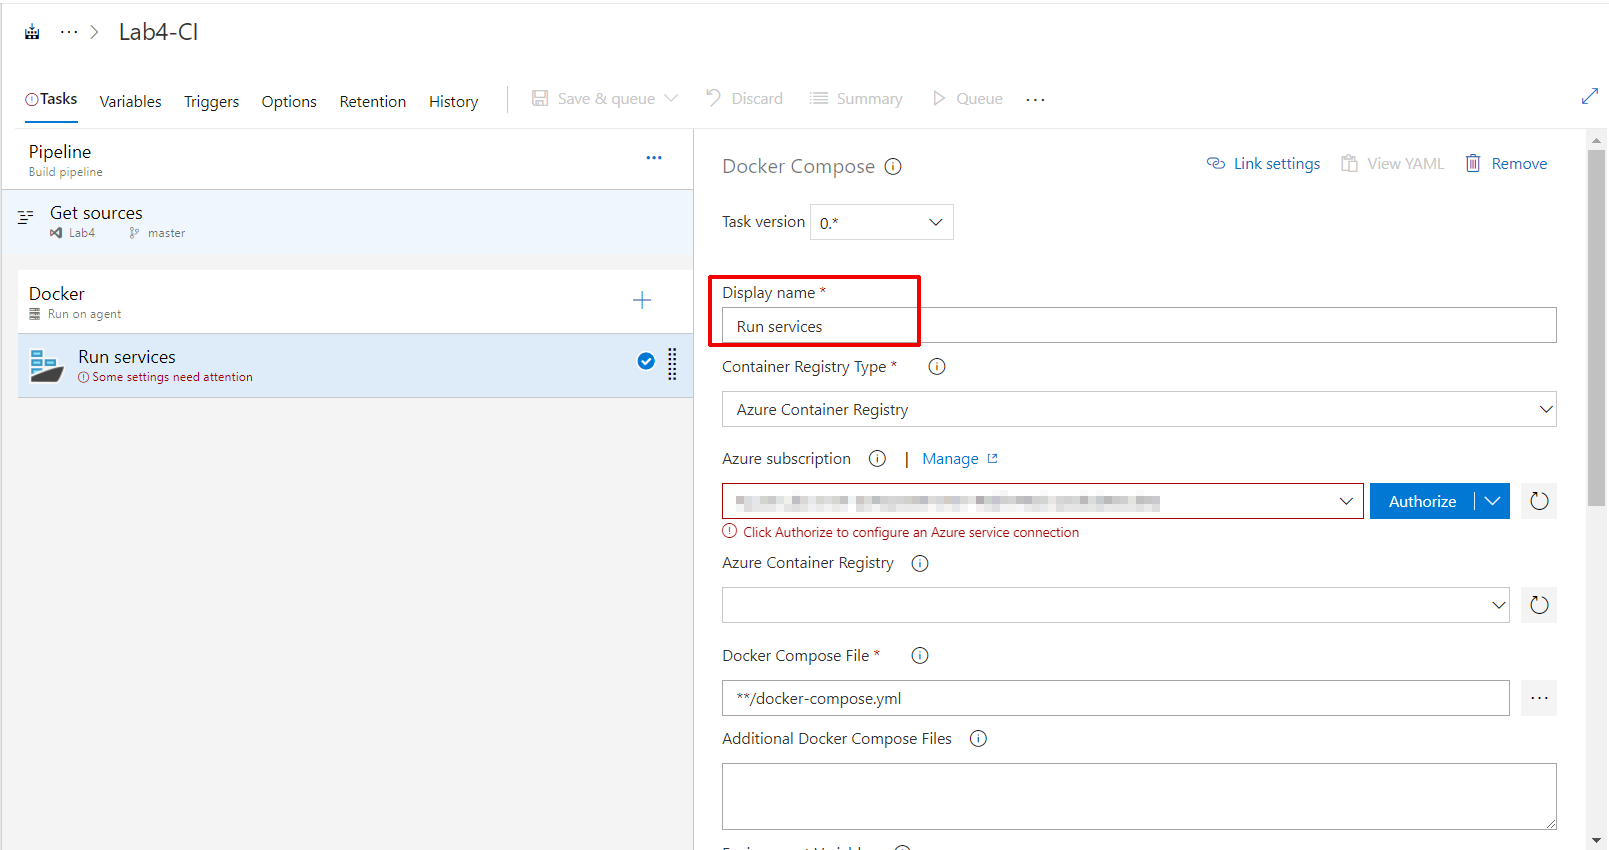 Lab4-CI
Tasks Variables Triggers Options Retention History Save & queue Discard Summary Queue
Pipeline
Build pipeline
Get sources
Lab4 master
Docker
Run on agent
Run services
Some settings need attention
Docker Compose
Link settings View YAML Remove
Task version 0.*
Display name *
Run services
Container Registry Type *
Azure Container Registry
Azure subscription | Manage
Authorize
Click Authorize to configure an Azure service connection
Azure Container Registry
Docker Compose File *
**/docker-compose.yml
Additional Docker Compose Files